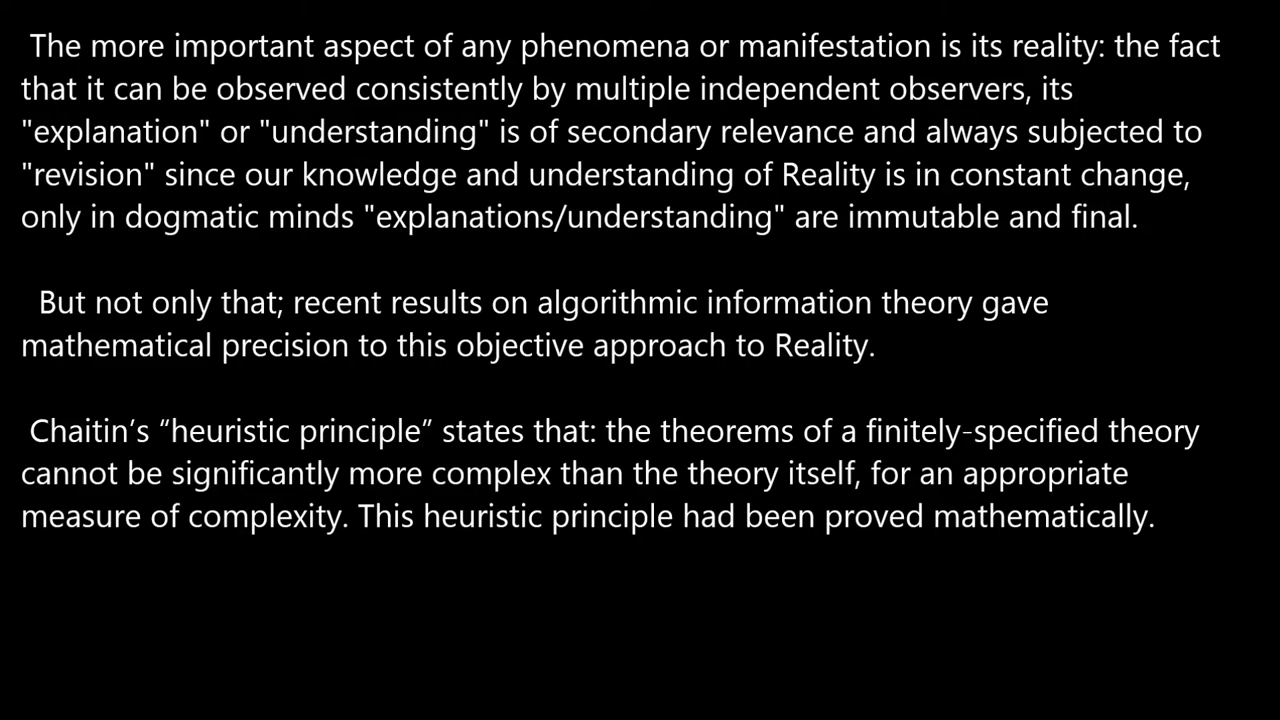 The more important aspect of any phenomena or manifestation is its reality: the fact
that it can be observed consistently by multiple independent observers, its
"explanation" or "understanding" is of secondary relevance and always subjected to
"revision" since our knowledge and understanding of Reality is in constant change,
only in dogmatic minds "explanations/understanding" are immutable and final.
But not only that; recent results on algorithmic information theory gave
mathematical precision to this objective approach to Reality.
Chaitin’s “heuristic principle” states that: the theorems of a finitely-specified theory
cannot be significantly more complex than the theory itself, for an appropriate
measure of complexity. This heuristic principle had been proved mathematically.